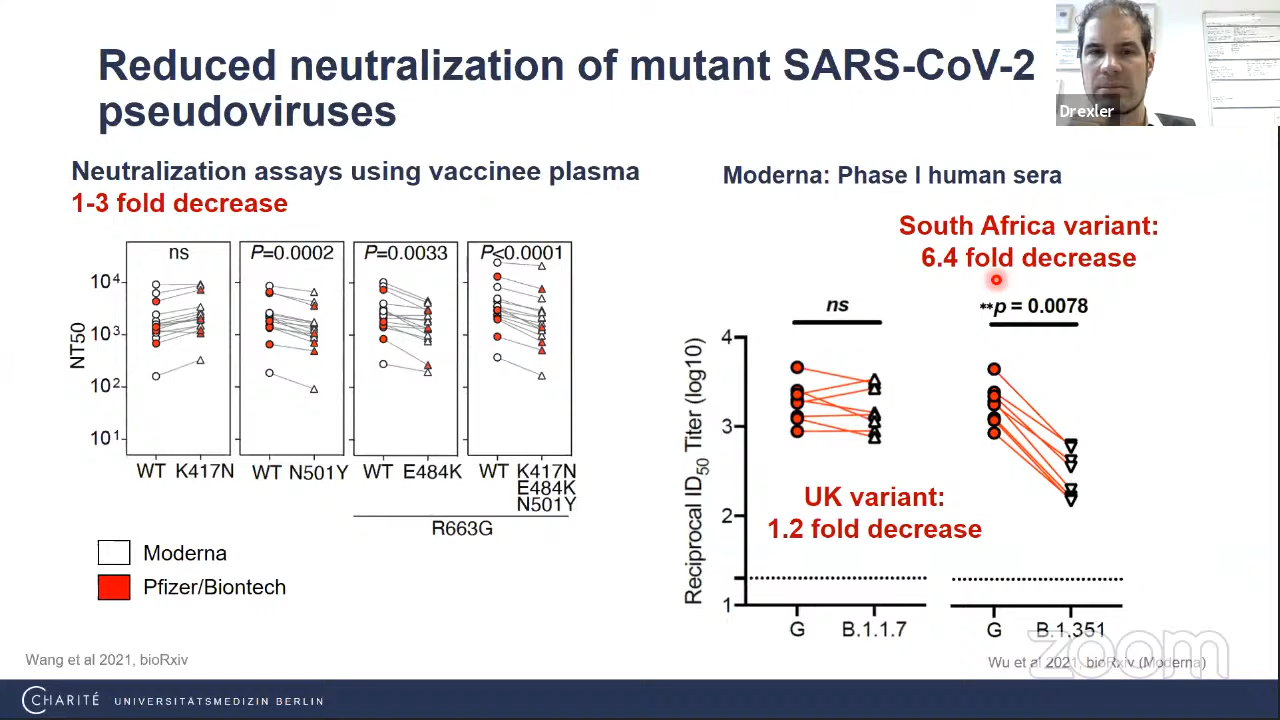 Reduced neutralization of mutant SARS-CoV-2
pseudoviruses
Drexler
Neutralization assays using vaccinee plasma
1-3 fold decrease
NT50
10⁴
10³
10²
10¹
ns
P=0.0002
P=0.0033
P<0.0001
WT K417N
WT N501Y
WT E484K
WT K417N
E484K
N501Y
R663G
Moderna
Pfizer/Biontech
Wang et al 2021, bioRxiv
Moderna: Phase I human sera
South Africa variant:
6.4 fold decrease
ns
**p = 0.0078
Reciprocal ID50 Titer (log10)
4
3
2
1
UK variant:
1.2 fold decrease
G B.1.1.7
G B.1.351
zoom
Wu et al 2021, bioRxiv (Moderna)
CHARITÉ UNIVERSITÄTSMEDIZIN BERLIN